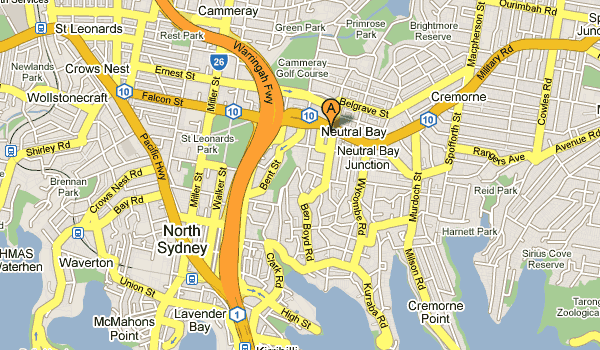 Cammeray
Green Park
Primrose Park
Brightmore Reserve
Ourimbah Rd
St Leonards
Rest Park
Warringah Fwy
Macpherson St
Military Rd
Newlands Park
Crows Nest
Ernest St
26
Miller St
Cammeray Golf Course
Wollstonecraft
10
Falcon St
10
10
A
Belgrave St
Cremorne
Cowles Rd
Neutral Bay
10
Spofforth St
Shirley Rd
Pacific Hwy
St Leonards Park
Neutral Bay Junction
Avenue Rd
Brennan Park
Crows Nest Rd
Miller St
Walker St
Bent St
Wycombe Rd
Murdoch St
Reid Park
Bay Rd
Ben Boyd Rd
Harnett Park
North Sydney
Milson Rd
Sirius Cove Reserve
HMAS
Waterhen
Waverton
Clark Rd
Kurraba Rd
Union St
McMahons Point
Lavender Bay
1
High St
Cremorne Point
Zoological